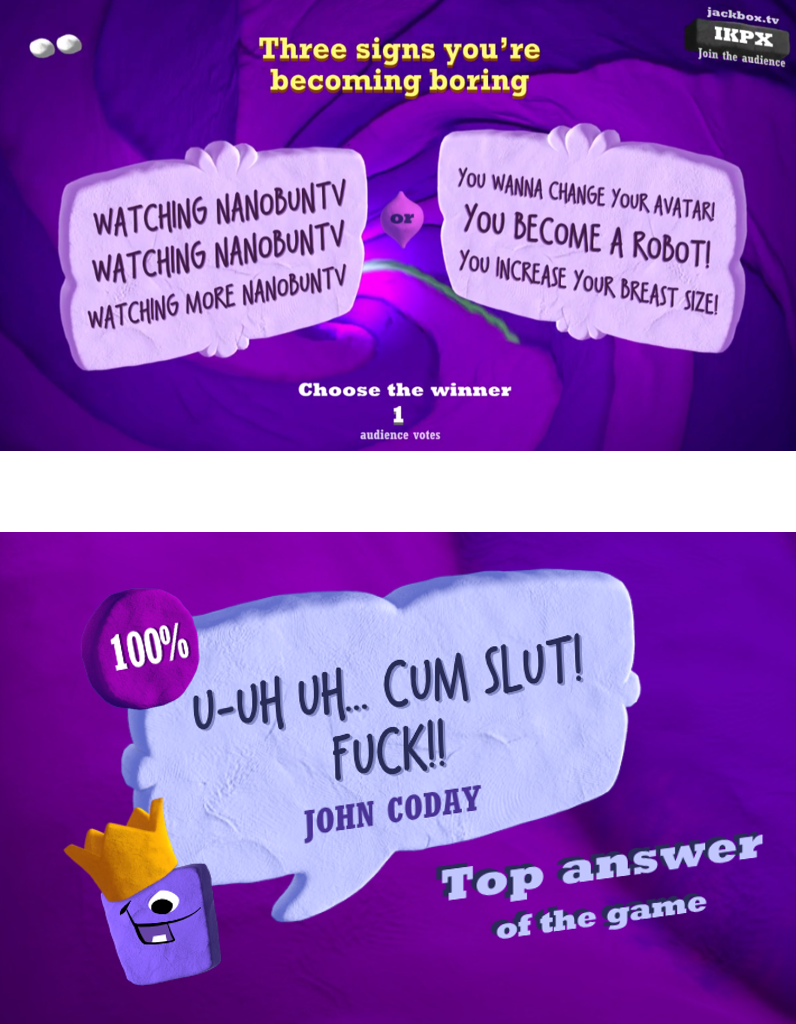 jackbox.tv
IKPX
Join the audience
Three signs you're
becoming boring
WATCHING NANOBUNTV
WATCHING NANOBUNTV
WATCHING MORE NANOBUNTV
or
YOU WANNA CHANGE YOUR AVATAR!
YOU BECOME A ROBOT!
YOU INCREASE YOUR BREAST SIZE!
Choose the winner
1
audience votes
100%
U-UH UH... CUM SLUT!
FUCK!!
JOHN CODAY
Top answer
of the game